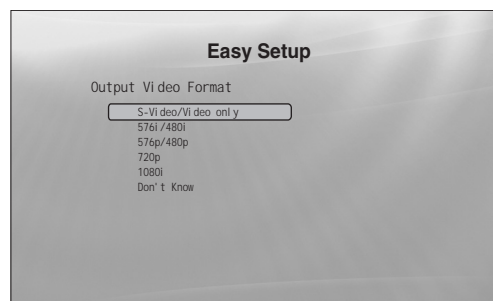 Easy Setup
Output Video Format
S-Video/Video only
576i/480i
576p/480p
720p
1080i
Don't Know